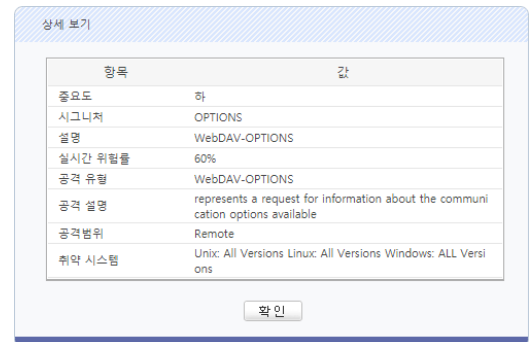 상세 보기
항목 값
중요도 하
시그니처 OPTIONS
설명 WebDAV-OPTIONS
실시간 위험률 60%
공격 유형 WebDAV-OPTIONS
공격 설명 represents a request for information about the communi
cation options available
공격범위 Remote
취약 시스템 Unix: All Versions Linux: All Versions Windows: ALL Versi
ons
확인